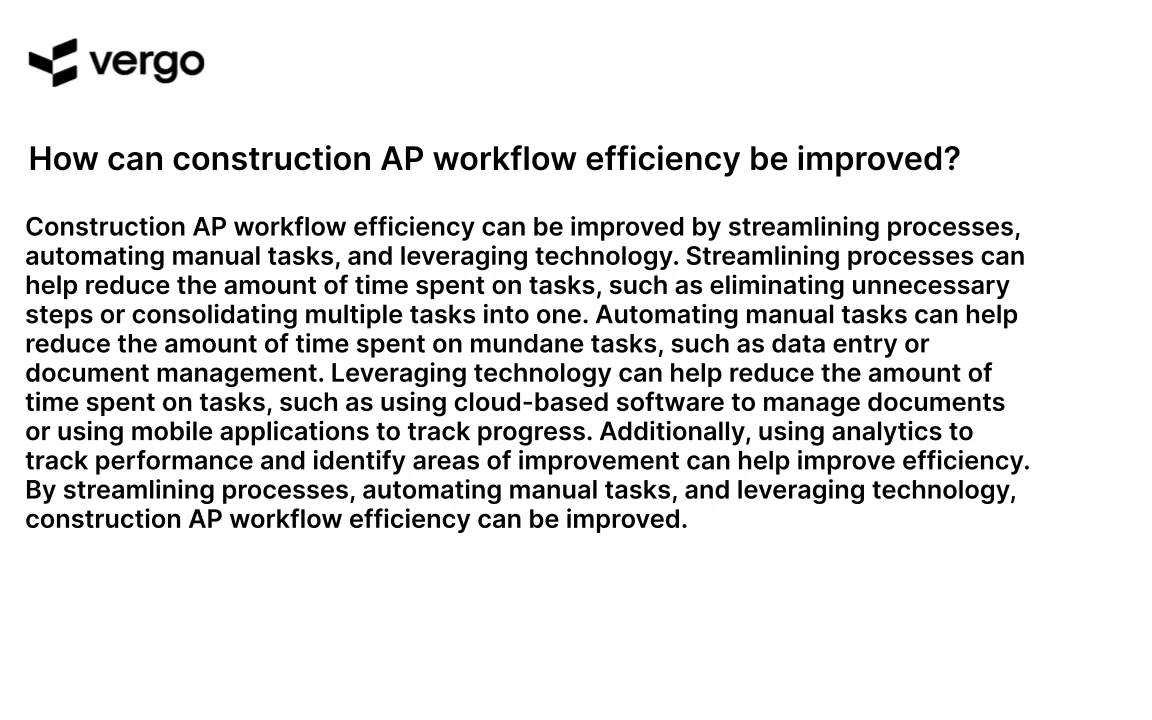 vergo
How can construction AP workflow efficiency be improved?
Construction AP workflow efficiency can be improved by streamlining processes,
automating manual tasks, and leveraging technology. Streamlining processes can
help reduce the amount of time spent on tasks, such as eliminating unnecessary
steps or consolidating multiple tasks into one. Automating manual tasks can help
reduce the amount of time spent on mundane tasks, such as data entry or
document management. Leveraging technology can help reduce the amount of
time spent on tasks, such as using cloud-based software to manage documents
or using mobile applications to track progress. Additionally, using analytics to
track performance and identify areas of improvement can help improve efficiency.
By streamlining processes, automating manual tasks, and leveraging technology,
construction AP workflow efficiency can be improved.